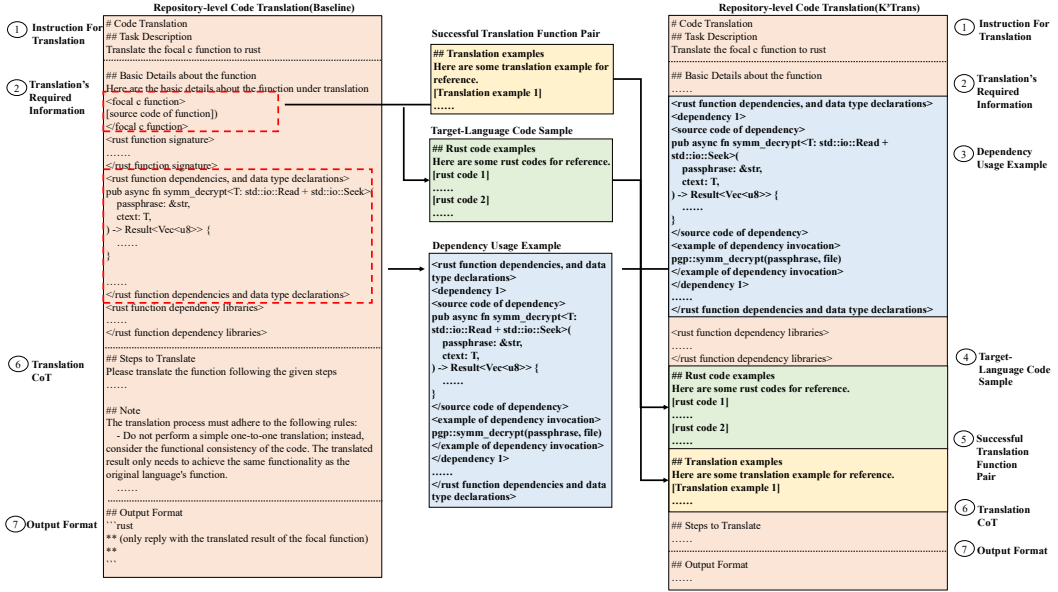 Repository-level Code Translation(Baseline)
1 Instruction For
Translation
# Code Translation
## Task Description
Translate the focal c function to rust
2 Translation's
Required
Information
## Basic Details about the function
Here are the basic details about the function under translation
<focal c function>
[source code of function])
</focal c function>
<rust function signature>
.......
</rust function signature>
<rust function dependencies, and data type declarations>
pub async fn symm_decrypt<T: std::io::Read + std::io::Seek>(
passphrase: &str,
ctext: T,
) -> Result<Vec<u8>> {
......
}
......
</rust function dependencies and data type declarations>
<rust function dependency libraries>
......
</rust function dependency libraries>
6 Translation
CoT
## Steps to Translate
Please translate the function following the given steps
......
## Note
The translation process must adhere to the following rules:
- Do not perform a simple one-to-one translation; instead,
consider the functional consistency of the code. The translated
result only needs to achieve the same functionality as the
original language's function.
......
7 Output Format
## Output Format
```rust
** (only reply with the translated result of the focal function)
**
```
Successful Translation Function Pair
## Translation examples
Here are some translation example for
reference.
[Translation example 1]
......
Target-Language Code Sample
## Rust code examples
Here are some rust codes for reference.
[rust code 1]
......
[rust code 2]
......
Dependency Usage Example
<rust function dependencies, and data
type declarations>
<dependency 1>
<source code of dependency>
pub async fn symm_decrypt<T:
std::io::Read + std::io::Seek>(
passphrase: &str,
ctext: T,
) -> Result<Vec<u8>> {
......
}
</source code of dependency>
<example of dependency invocation>
pgp::symm_decrypt(passphrase, file)
</example of dependency invocation>
</dependency 1>
......
</rust function dependencies and data
type declarations>
Repository-level Code Translation(K³Trans)
# Code Translation
## Task Description
Translate the focal c function to rust
1 Instruction For
Translation
## Basic Details about the function
......
2 Translation's
Required
Information
<rust function dependencies, and data type declarations>
<dependency 1>
<source code of dependency>
pub async fn symm_decrypt<T: std::io::Read +
std::io::Seek>(
passphrase: &str,
ctext: T,
) -> Result<Vec<u8>> {
......
}
</source code of dependency>
<example of dependency invocation>
pgp::symm_decrypt(passphrase, file)
</example of dependency invocation>
</dependency 1>
......
</rust function dependencies and data type declarations>
3 Dependency
Usage Example
<rust function dependency libraries>
......
</rust function dependency libraries>
4 Target-
Language Code
Sample
## Rust code examples
Here are some rust codes for reference.
[rust code 1]
......
[rust code 2]
......
5 Successful
Translation
Function
Pair
## Translation examples
Here are some translation example for reference.
[Translation example 1]
......
6 Translation
CoT
## Steps to Translate
......
7 Output Format
## Output Format
......